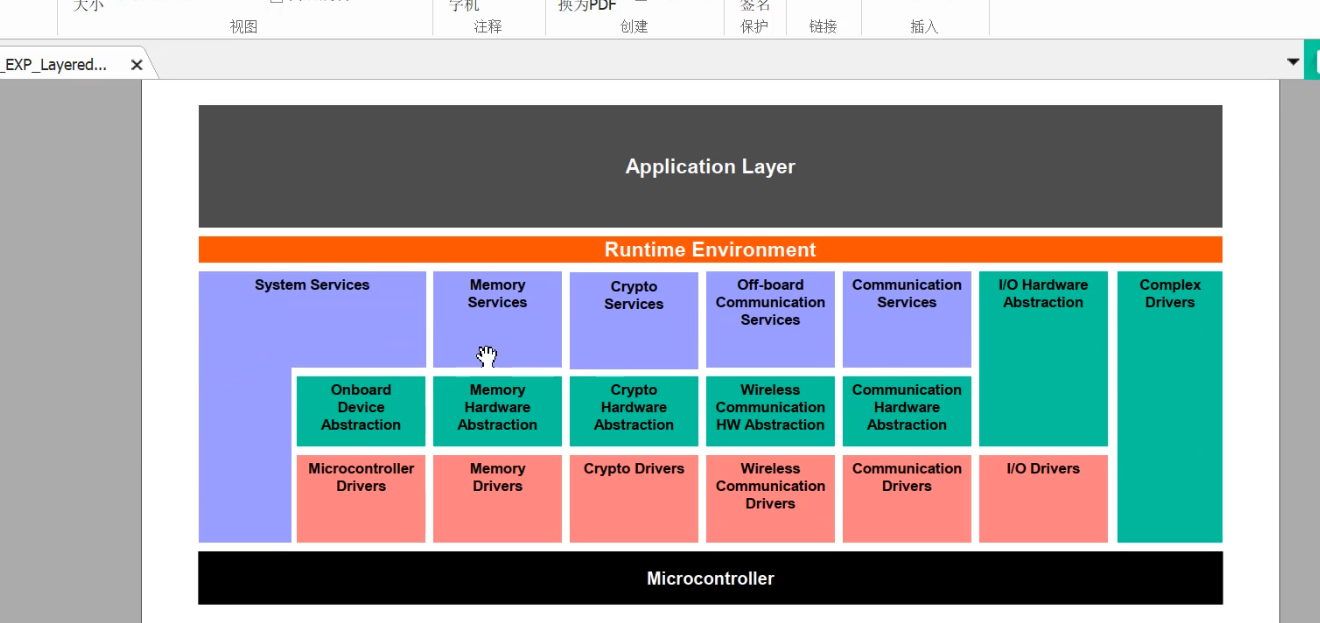 大小
字机
换为PDF
签名
视图
注释
创建
保护
链接
插入
_EXP_Layered...
Application Layer
Runtime Environment
System Services
Memory
Services
Crypto
Services
Off-board
Communication
Services
Communication
Services
I/O Hardware
Abstraction
Complex
Drivers
Onboard
Device
Abstraction
Memory
Hardware
Abstraction
Crypto
Hardware
Abstraction
Wireless
Communication
HW Abstraction
Communication
Hardware
Abstraction
Microcontroller
Drivers
Memory
Drivers
Crypto Drivers
Wireless
Communication
Drivers
Communication
Drivers
I/O Drivers
Microcontroller